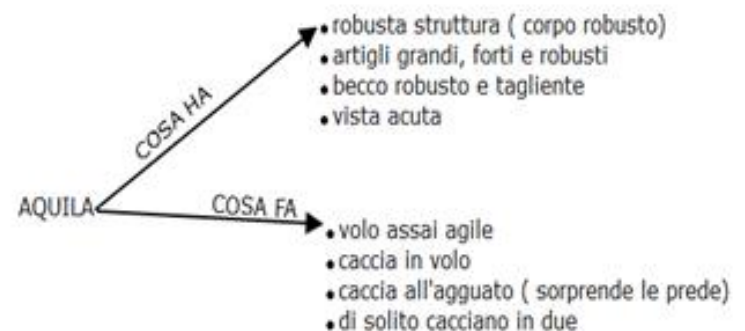 • robusta struttura ( corpo robusto)
• artigli grandi, forti e robusti
• becco robusto e tagliente
• vista acuta
COSA HA
AQUILA
COSA FA
• volo assai agile
• caccia in volo
• caccia all'agguato ( sorprende le prede)
• di solito cacciano in due